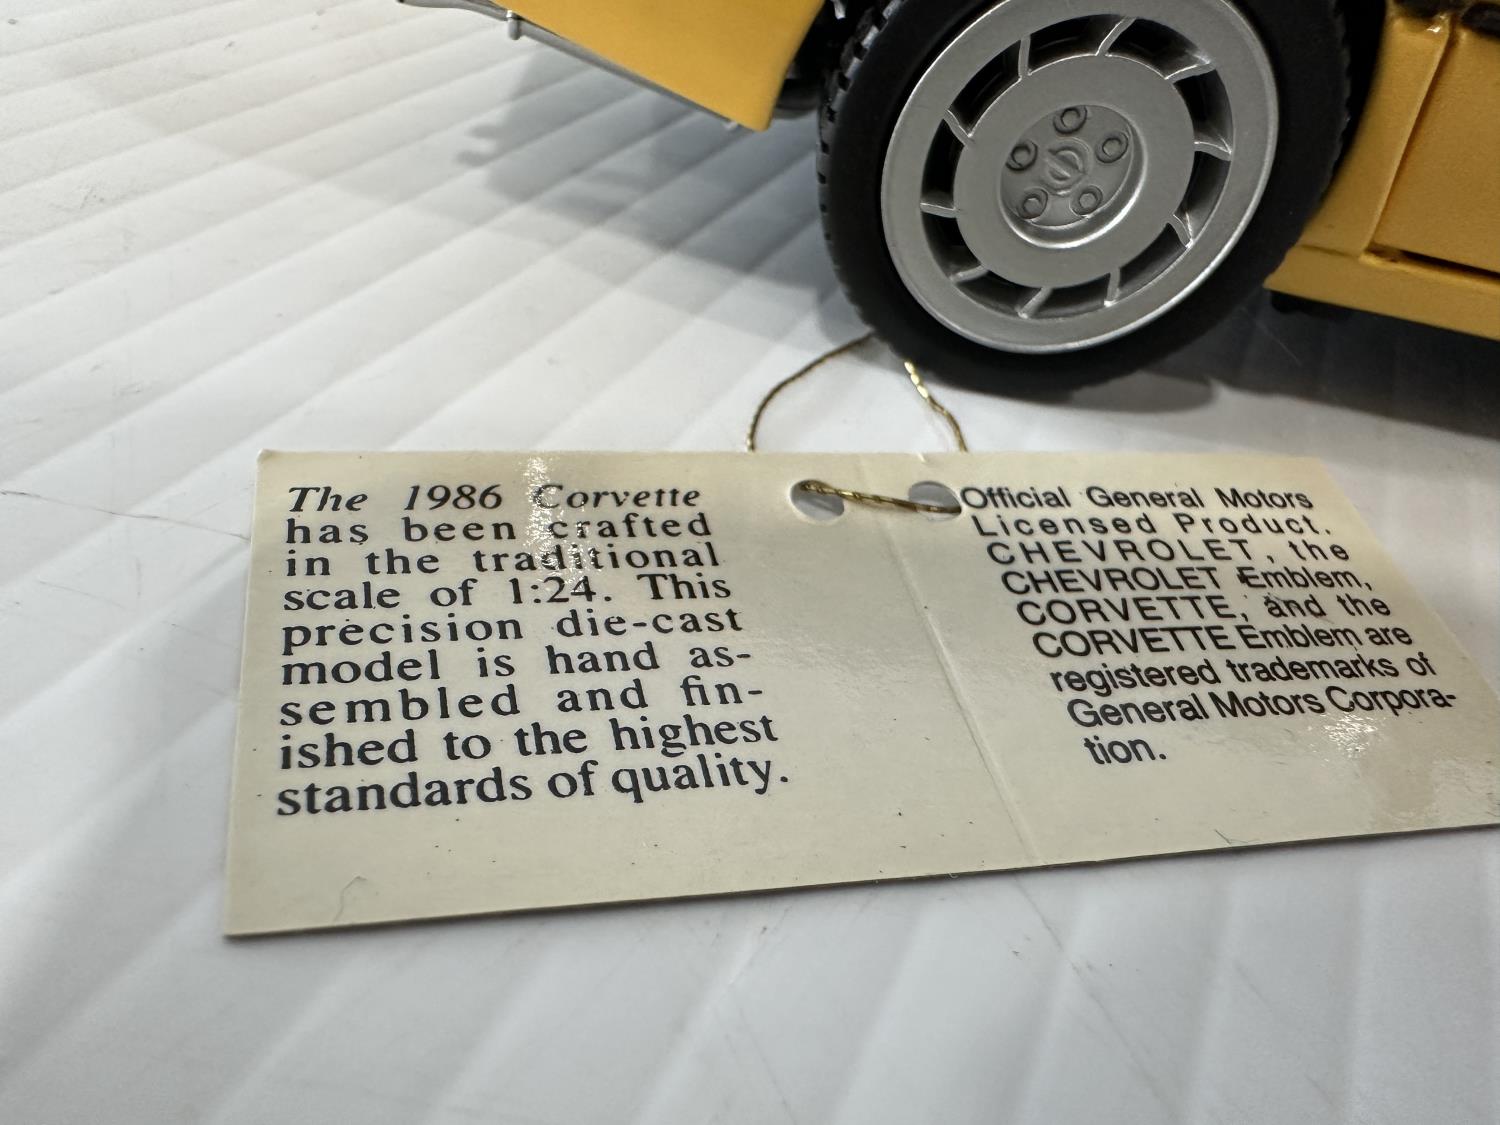 The 1986 Corvette
has been crafted
in the traditional
scale of 1:24. This
precision die-cast
model is hand as-
sembled and fin-
ished to the highest
standards of quality.
Official General Motors
Licensed Product.
CHEVROLET, the
CHEVROLET Emblem,
CORVETTE, and the
CORVETTE Emblem are
registered trademarks of
General Motors Corpora-
tion.